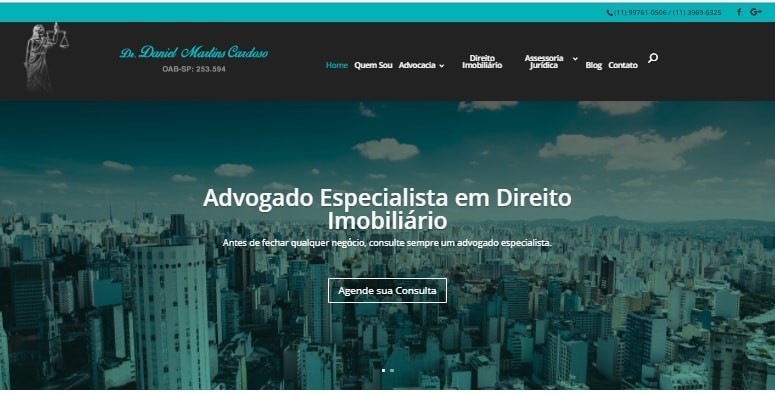 (11) 99761-0506 / (11) 3969-6325
Dr. Daniel Martins Cardoso
OAB-SP: 253.594
Home Quem Sou Advocacia Direito Imobiliário Assessoria Jurídica Blog Contato
Advogado Especialista em Direito
Imobiliário
Antes de fechar qualquer negócio, consulte sempre um advogado especialista.
Agende sua Consulta